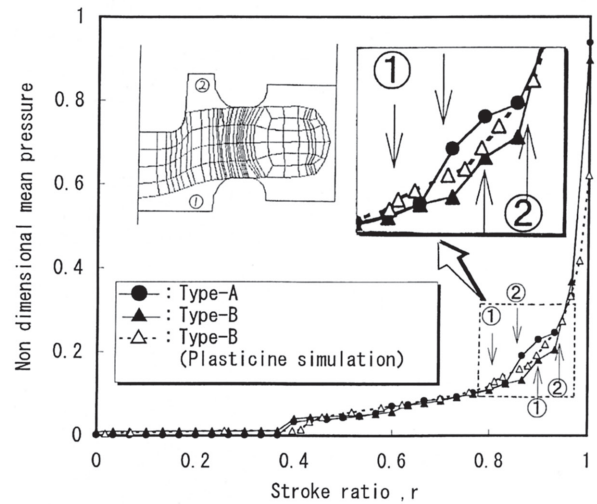 Non dimensional mean pressure
1
0.8
0.6
0.4
0.2
0
②
①
①
②
: Type-A
: Type-B
: Type-B
(Plasticine simulation)
②
①
②
①
0 0.2 0.4 0.6 0.8 1
Stroke ratio ,r